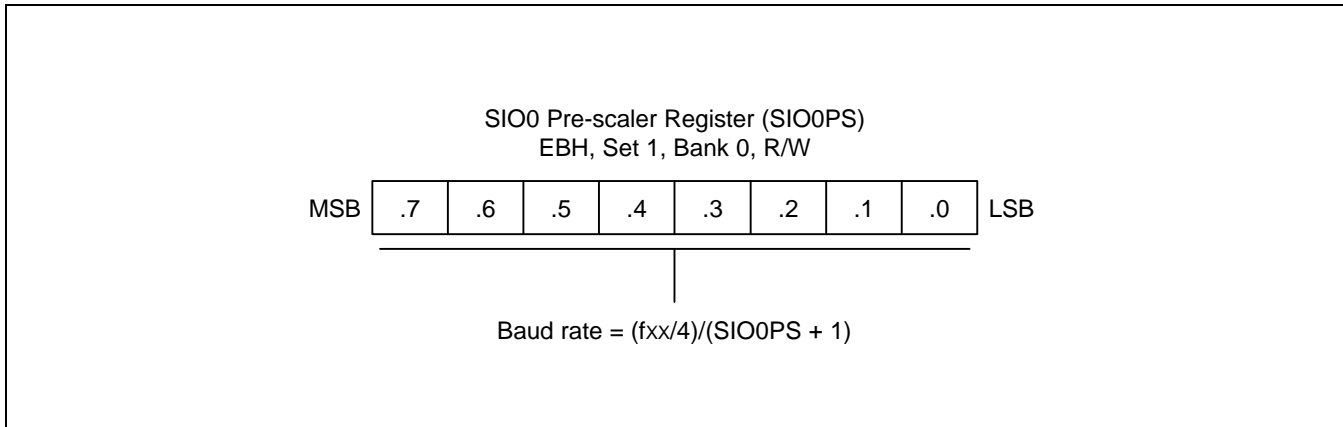 SIO0 Pre-scaler Register (SIO0PS)
EBH, Set 1, Bank 0, R/W
MSB .7 .6 .5 .4 .3 .2 .1 .0 LSB
Baud rate = (fxx/4)/(SIO0PS + 1)